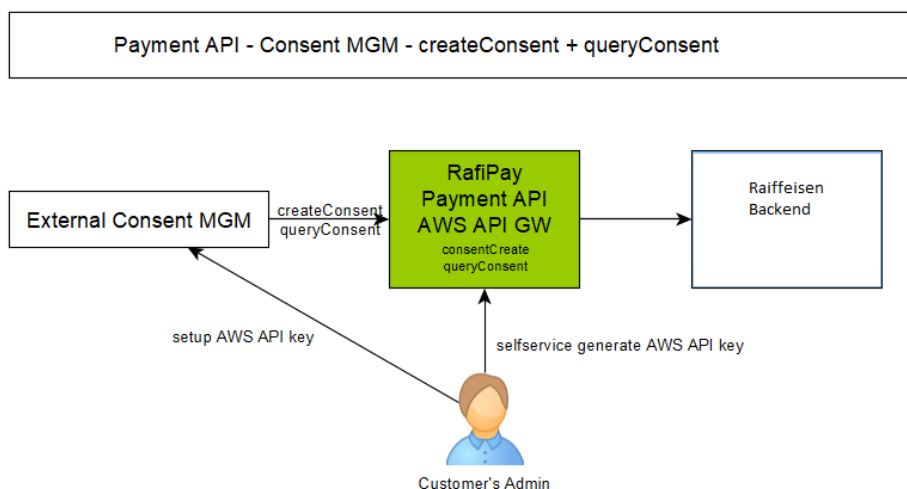 Payment API - Consent MGM - createConsent + queryConsent
External Consent MGM
createConsent
queryConsent
RafiPay
Payment API
AWS API GW
consentCreate
queryConsent
Raiffeisen
Backend
setup AWS API key
selfservice generate AWS API key
Customer's Admin